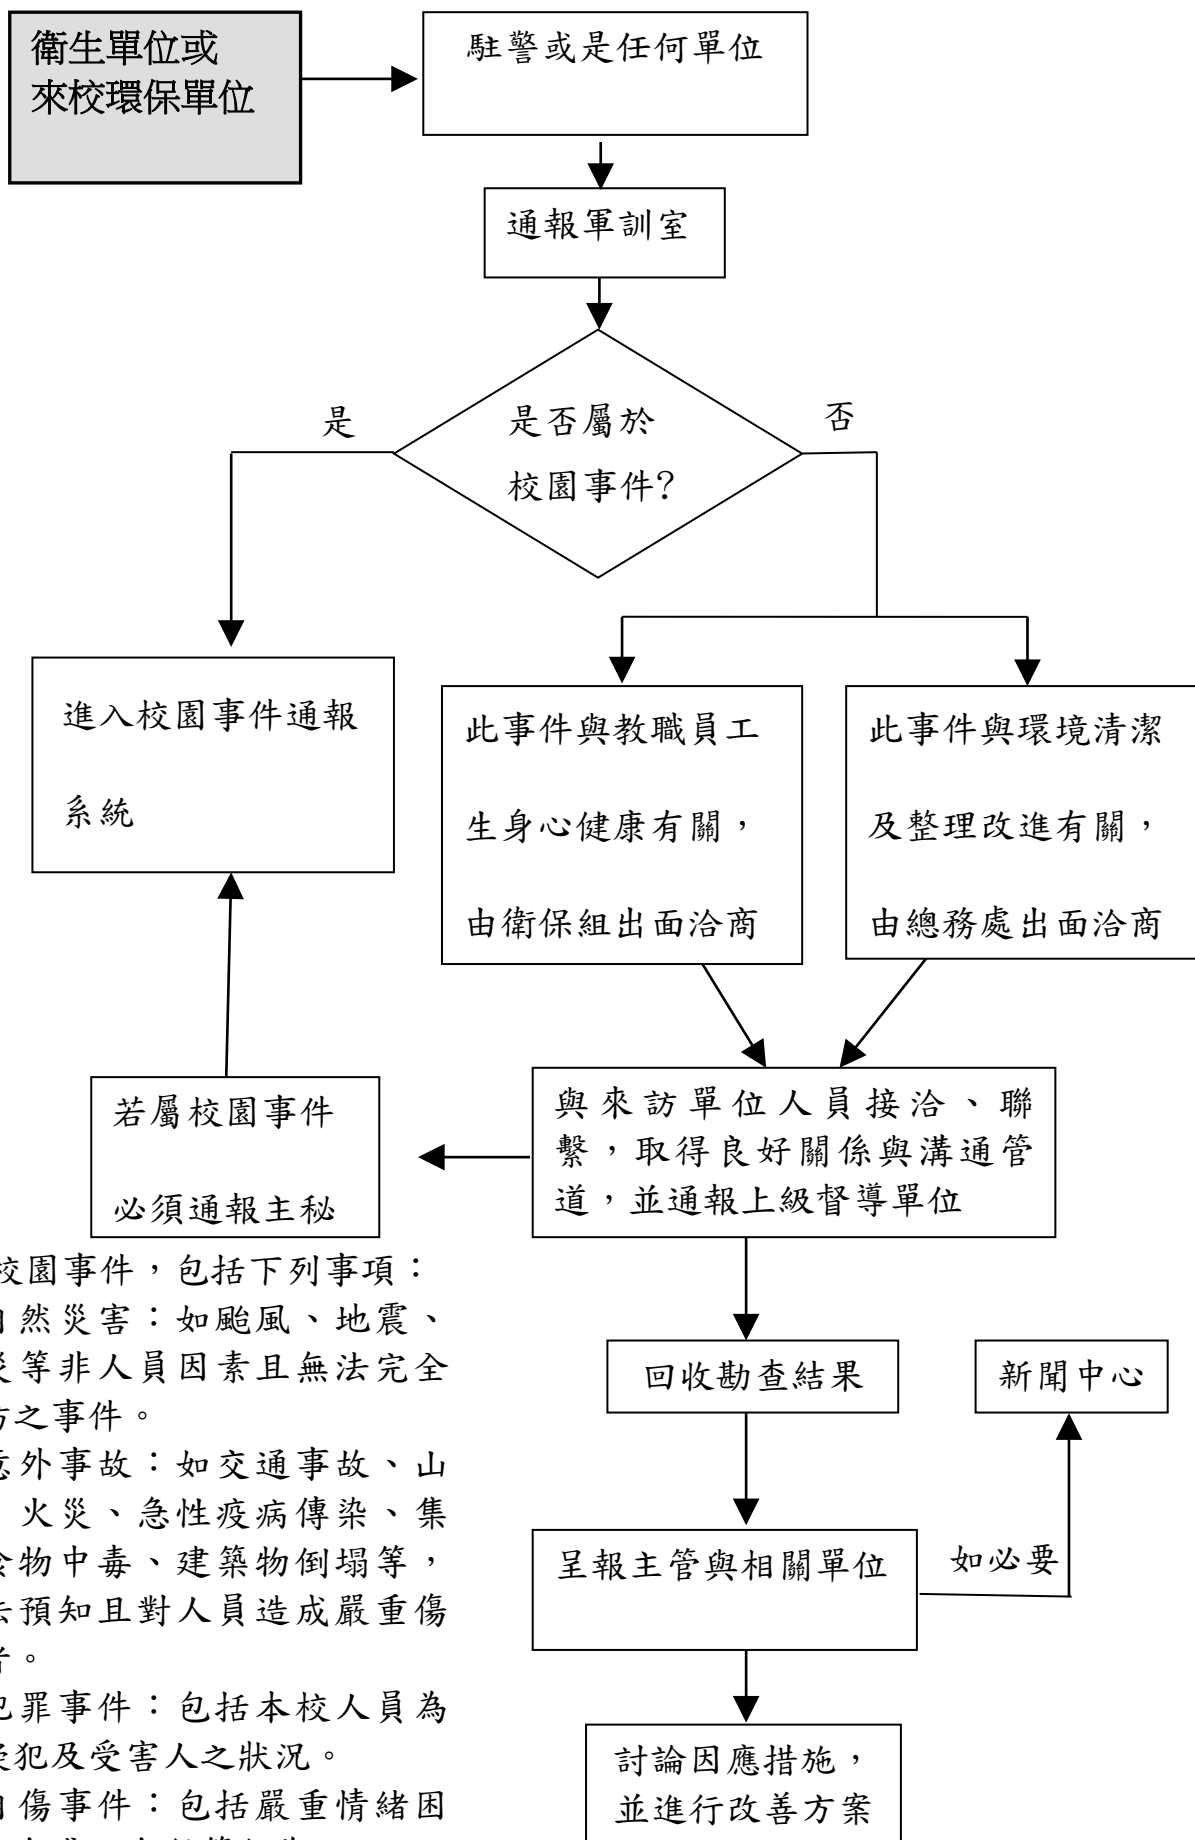 衛生單位或
來校環保單位
駐警或是任何單位
通報軍訓室
是
是否屬於
校園事件?
否
進入校園事件通報
系統
此事件與教職員工
生身心健康有關，
由衛保組出面洽商
此事件與環境清潔
及整理改進有關，
由總務處出面洽商
若屬校園事件
必須通報主秘
與來訪單位人員接洽、聯
繫，取得良好關係與溝通管
道，並通報上級督導單位
校園事件，包括下列事項：
自然災害：如颱風、地震、
災等非人員因素且無法完全
防之事件。
意外事故：如交通事故、山
、火災、急性疫病傳染、集
食物中毒、建築物倒塌等，
法預知且對人員造成嚴重傷
者。
犯罪事件：包括本校人員為
疑犯及受害人之狀況。
自傷事件：包括嚴重情緒困
回收勘查結果
新聞中心
呈報主管與相關單位
如必要
討論因應措施，
並進行改善方案